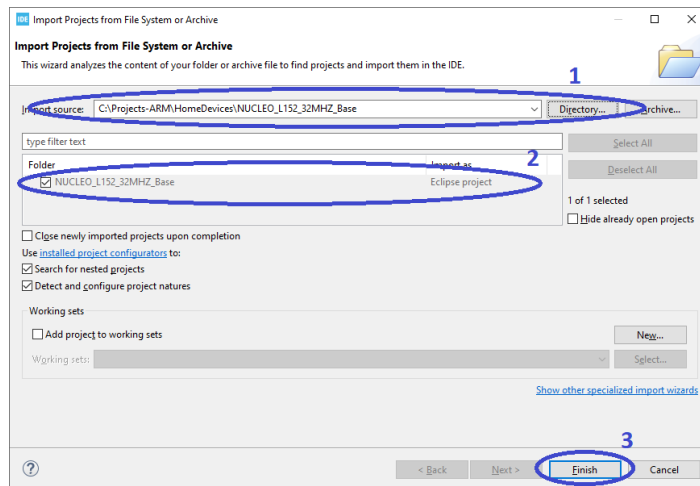 IDE Import Projects from File System or Archive
Import Projects from File System or Archive
This wizard analyzes the content of your folder or archive file to find projects and import them in the IDE.
1
Import source: C:\Projects-ARM\HomeDevices\NUCLEO_L152_32MHZ_Base Directory... Archive...
type filter text Select All
2
Folder Import as Deselect All
NUCLEO_L152_32MHZ_Base Eclipse project
1 of 1 selected
Hide already open projects
Close newly imported projects upon completion
Use installed project configurators to:
Search for nested projects
Detect and configure project natures
Working sets
Add project to working sets New...
Working sets: Select...
Show other specialized import wizards
3
? < Back Next > Finish Cancel